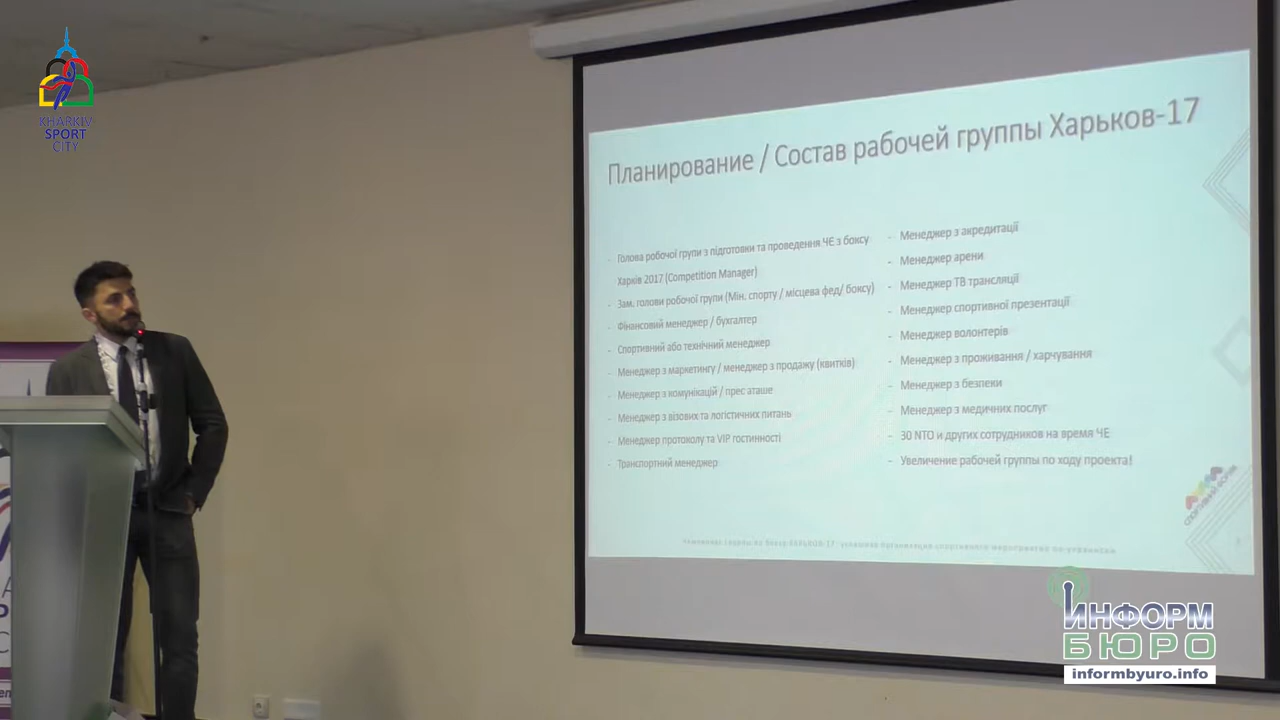 KHARKIV
SPORT
CITY
Планирование / Состав рабочей группы Харьков-17
- Голова робочої групи з підготовки та проведення ЧЄ з боксу
Харків 2017 (Competition Manager)
- Зам. голови робочої групи (Мін. спорту / місцева фед/ боксу)
- Фінансовий менеджер / бухгалтер
- Спортивний або технічний менеджер
- Менеджер з маркетингу / менеджер з продажу (квитків)
- Менеджер з комунікацій / прес аташе
- Менеджер з візових та логістичних питань
- Менеджер протоколу та VIP гостинності
- Транспортний менеджер
- Менеджер з акредитації
- Менеджер арени
- Менеджер ТВ трансляції
- Менеджер спортивної презентації
- Менеджер волонтерів
- Менеджер з проживання / харчування
- Менеджер з безпеки
- Менеджер з медичних послуг
- 30 NTO и других сотрудников на время ЧЕ
- Увеличение рабочей группы по ходу проекта!
СПОРТИВНИЙ ФОРУМ
ИНФОРМ
БЮРО
informbyuro.info